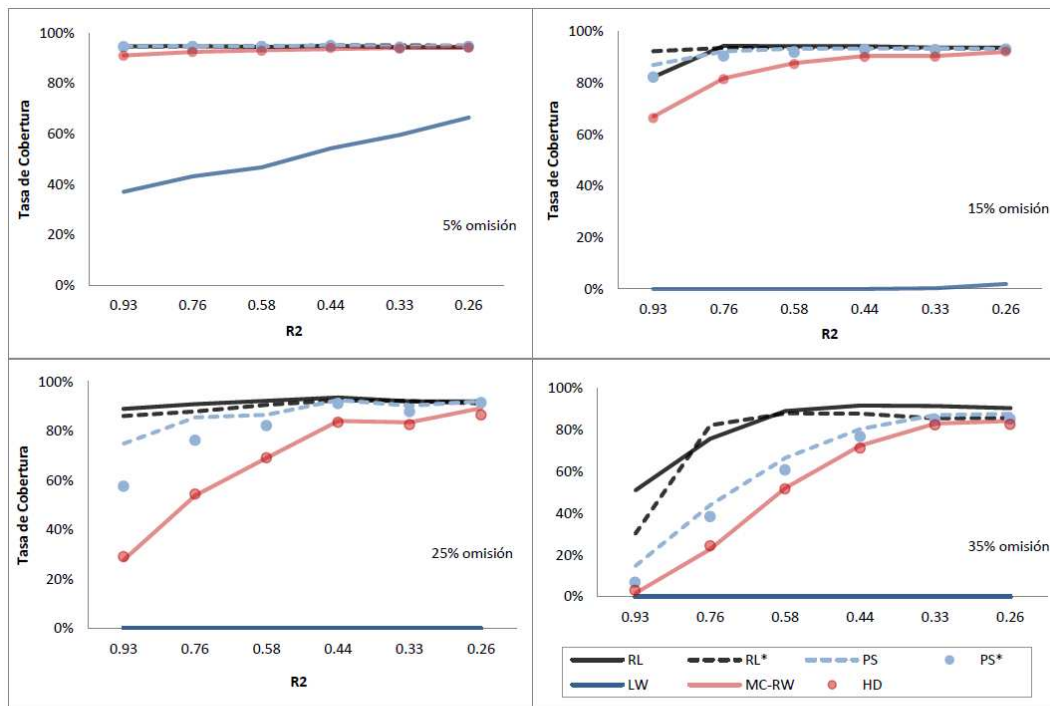 100%
80%
60%
40%
20%
0%
Tasa de Cobertura
5% omisión
0.93 0.76 0.58 0.44 0.33 0.26
R2
100%
80%
60%
40%
20%
0%
Tasa de Cobertura
15% omisión
0.93 0.76 0.58 0.44 0.33 0.26
R2
100%
80%
60%
40%
20%
0%
Tasa de Cobertura
25% omisión
0.93 0.76 0.58 0.44 0.33 0.26
R2
100%
80%
60%
40%
20%
0%
35% omisión
0.93 0.76 0.58 0.44 0.33 0.26
RL RL* PS PS*
LW MC-RW HD